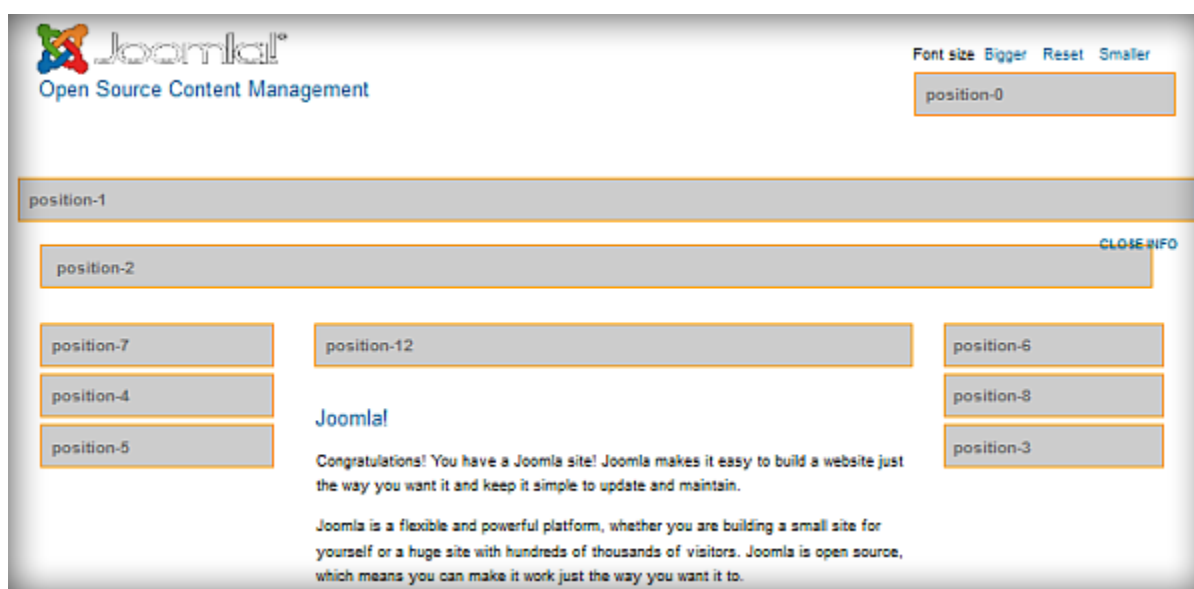 Joomla!®
Font size Bigger Reset Smaller
Open Source Content Management
position-0
position-1
CLOSE INFO
position-2
position-7
position-4
position-5
position-12
Joomla!
Congratulations! You have a Joomla site! Joomla makes it easy to build a website just
the way you want it and keep it simple to update and maintain.
Joomla is a flexible and powerful platform, whether you are building a small site for
yourself or a huge site with hundreds of thousands of visitors. Joomla is open source,
which means you can make it work just the way you want it to.
position-6
position-8
position-3